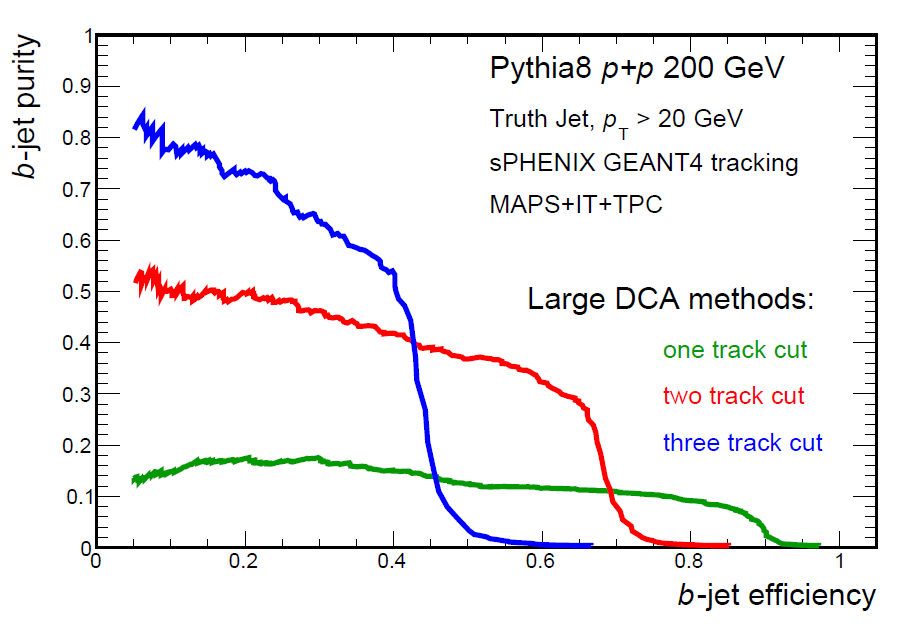 b-jet purity
1
0.9
0.8
0.7
0.6
0.5
0.4
0.3
0.2
0.1
0
Pythia8 p+p 200 GeV
Truth Jet, pT > 20 GeV
sPHENIX GEANT4 tracking
MAPS+IT+TPC
Large DCA methods:
one track cut
two track cut
three track cut
0 0.2 0.4 0.6 0.8 1
b-jet efficiency